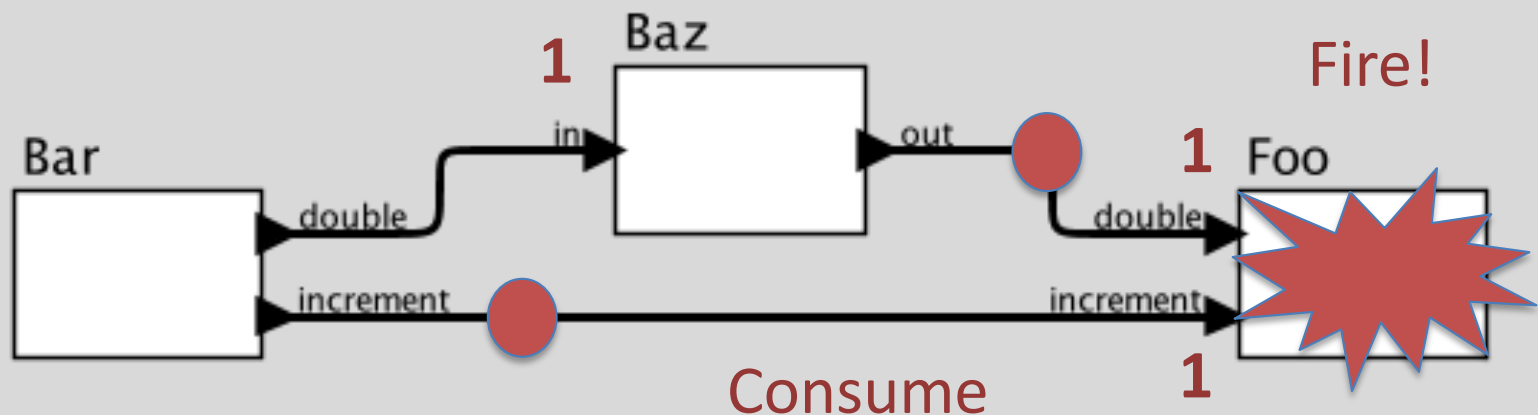 Baz
1
Fire!
in
out
1
Foo
Bar
double
double
increment
increment
1
Consume